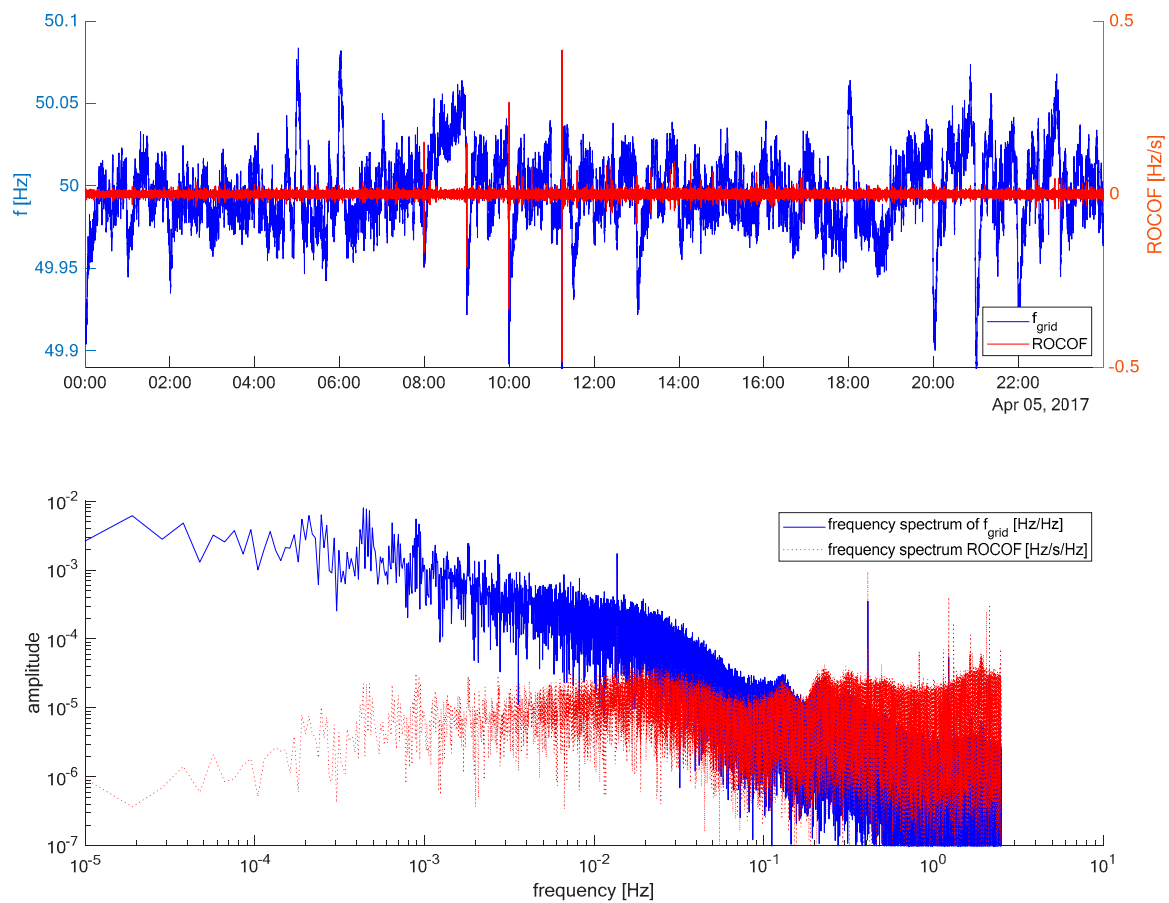 50.1
50.05
50
49.95
49.9
f [Hz]
0.5
0
-0.5
ROCOF [Hz/s]
f_grid
ROCOF
00:00 02:00 04:00 06:00 08:00 10:00 12:00 14:00 16:00 18:00 20:00 22:00
Apr 05, 2017
10^-2
10^-3
10^-4
10^-5
10^-6
10^-7
amplitude
frequency spectrum of f_grid [Hz/Hz]
frequency spectrum ROCOF [Hz/s/Hz]
10^-5 10^-4 10^-3 10^-2 10^-1 10^0 10^1
frequency [Hz]